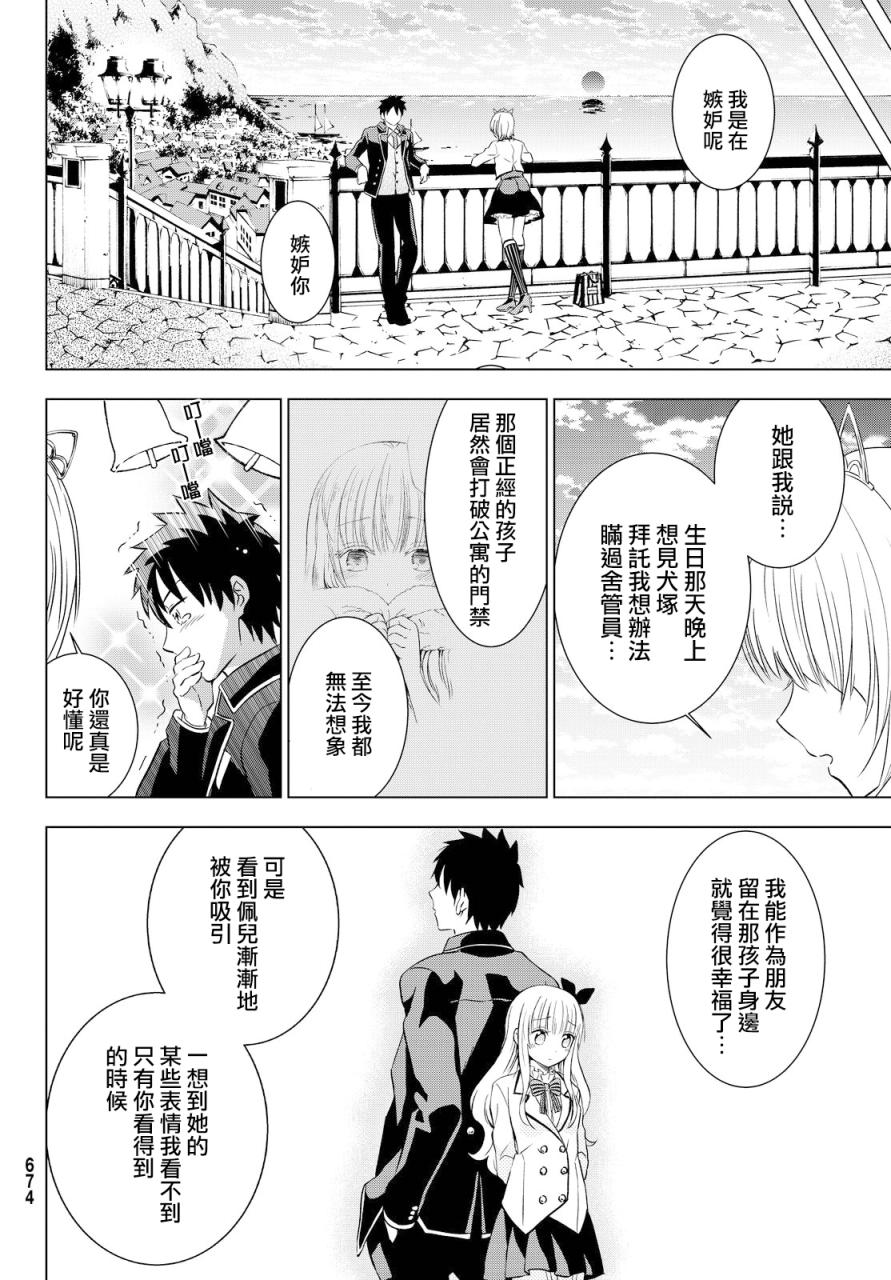 我是在
嫉妒呢
嫉妒你
她跟我說…
生日那天晚上
想見犬塚
拜託我想辦法
瞞過舍管員…
那個正經的孩子
居然會打破公寓的門禁
至今我都
無法想象
叮噹
叮噹
你還真是
好懂呢
我能作為朋友
留在那孩子身邊
就覺得很幸福了…
可是
看到佩兒漸漸地
被你吸引
一想到她的
某些表情我看不到
只有你看得到
的時候
674